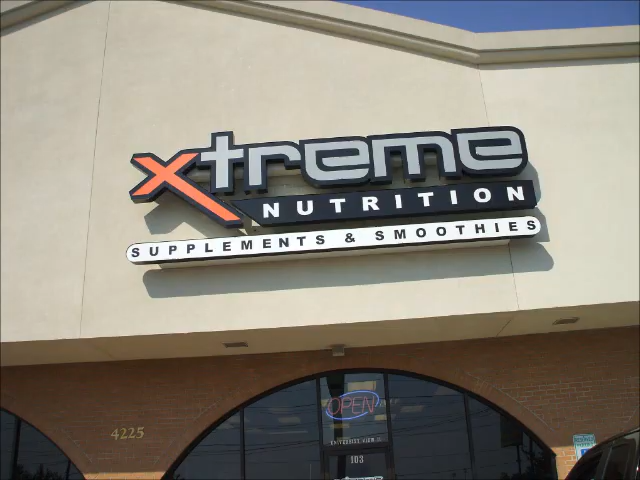 xtreme
NUTRITION
SUPPLEMENTS & SMOOTHIES
OPEN
4225
103